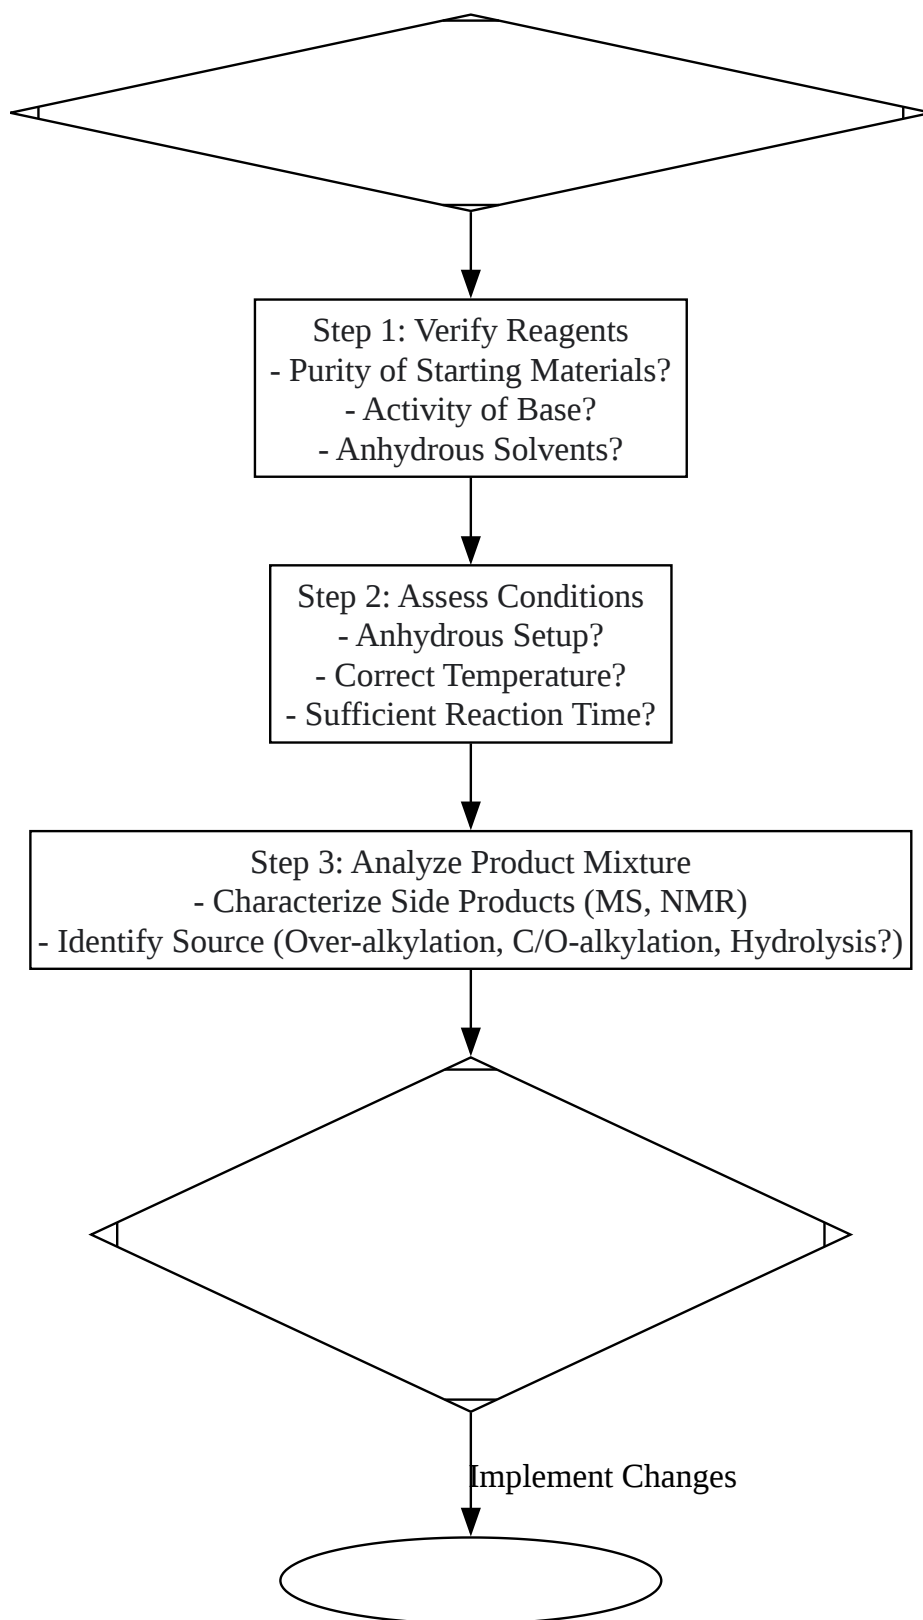 Step 1: Verify Reagents
- Purity of Starting Materials?
- Activity of Base?
- Anhydrous Solvents?
Step 2: Assess Conditions
- Anhydrous Setup?
- Correct Temperature?
- Sufficient Reaction Time?
Step 3: Analyze Product Mixture
- Characterize Side Products (MS, NMR)
- Identify Source (Over-alkylation, C/O-alkylation, Hydrolysis?)
Implement Changes